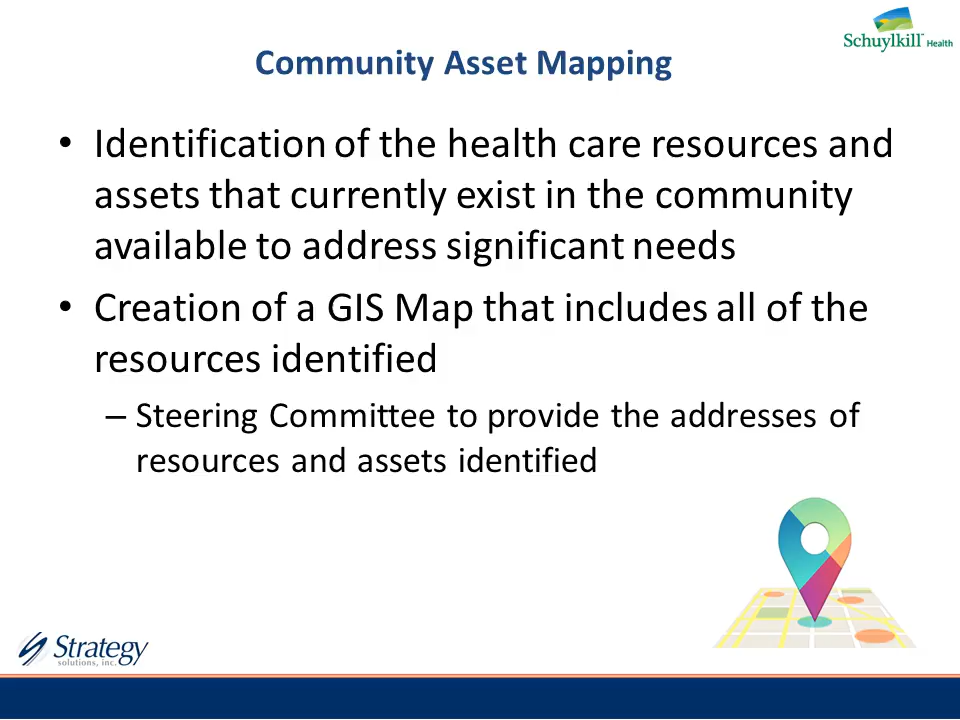 Schuylkill Health
Community Asset Mapping
• Identification of the health care resources and
assets that currently exist in the community
available to address significant needs
• Creation of a GIS Map that includes all of the
resources identified
– Steering Committee to provide the addresses of
resources and assets identified
Strategy
solutions, inc.